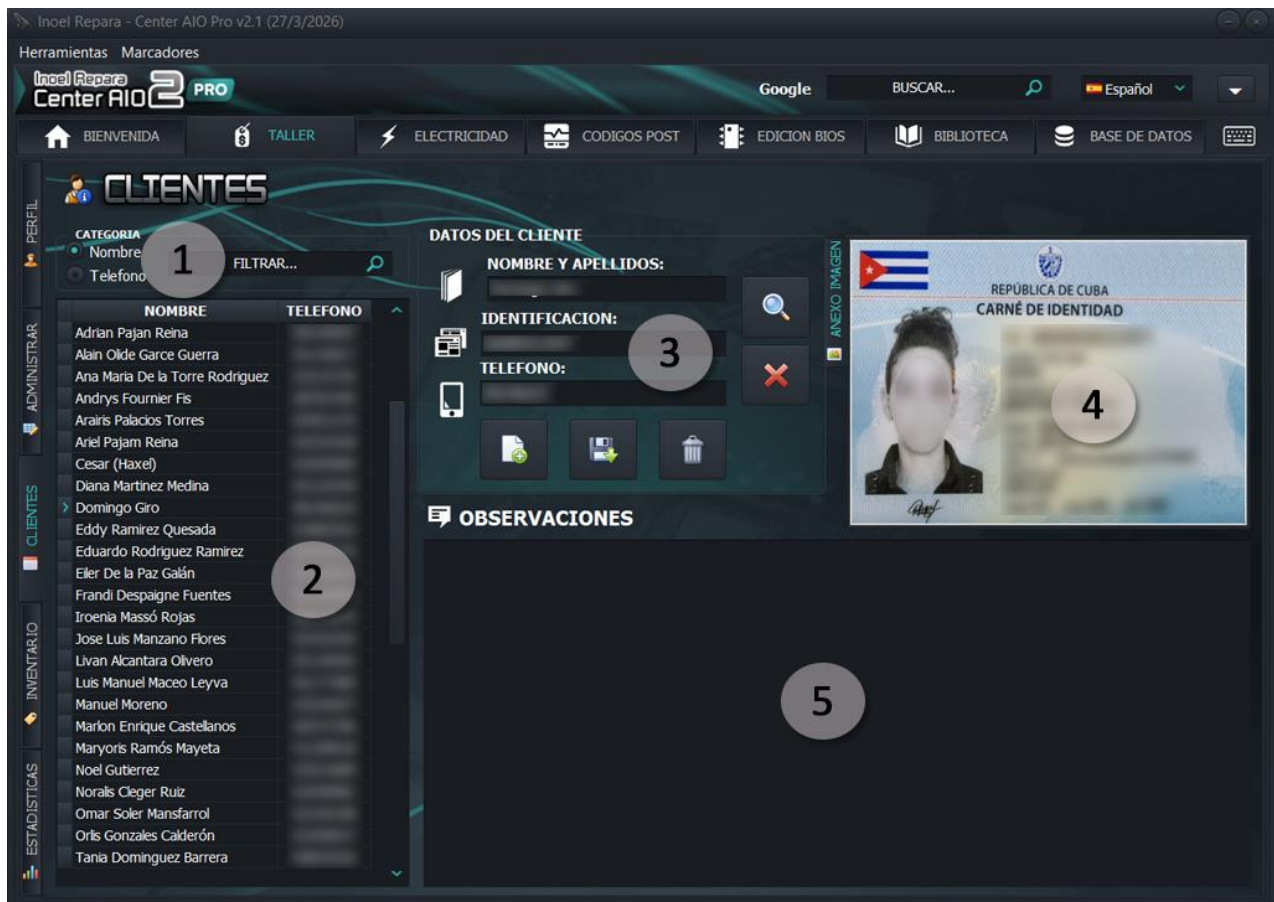 Inoel Repara - Center AIO Pro v2.1 (27/3/2026)
Herramientas Marcadores
Inoel Repara
Center AIO 2 PRO
Google
BUSCAR...
Español
BIENVENIDA
TALLER
ELECTRICIDAD
CODIGOS POST
EDICION BIOS
BIBLIOTECA
BASE DE DATOS
PERFIL
ADMINISTRAR
CLIENTES
INVENTARIO
ESTADISTICAS
CLIENTES
CATEGORIA
Nombre
Telefono
1
FILTRAR...
NOMBRE TELEFONO
Adrian Pajan Reina
Alain Olide Garce Guerra
Ana Maria De la Torre Rodriguez
Andrys Fournier Fis
Arairis Palacios Torres
Ariel Pajam Reina
Cesar (Haxel)
Diana Martinez Medina
Domingo Giro
Eddy Ramirez Quesada
Eduardo Rodriguez Ramirez
Eiler De la Paz Galán
Frandi Despaigne Fuentes
Iroenia Massó Rojas
Jose Luis Manzano Flores
Livan Alcantara Olivero
Luis Manuel Maceo Leyva
Manuel Moreno
Marlon Enrique Castellanos
Maryoris Ramós Mayeta
Noel Gutierrez
Noralis Cleger Ruiz
Omar Soler Mansfarrol
Orlis Gonzales Calderón
Tania Dominguez Barrera
2
DATOS DEL CLIENTE
NOMBRE Y APELLIDOS:
IDENTIFICACION:
3
TELEFONO:
ANEXO IMAGEN
REPÚBLICA DE CUBA
CARNÉ DE IDENTIDAD
4
OBSERVACIONES
5